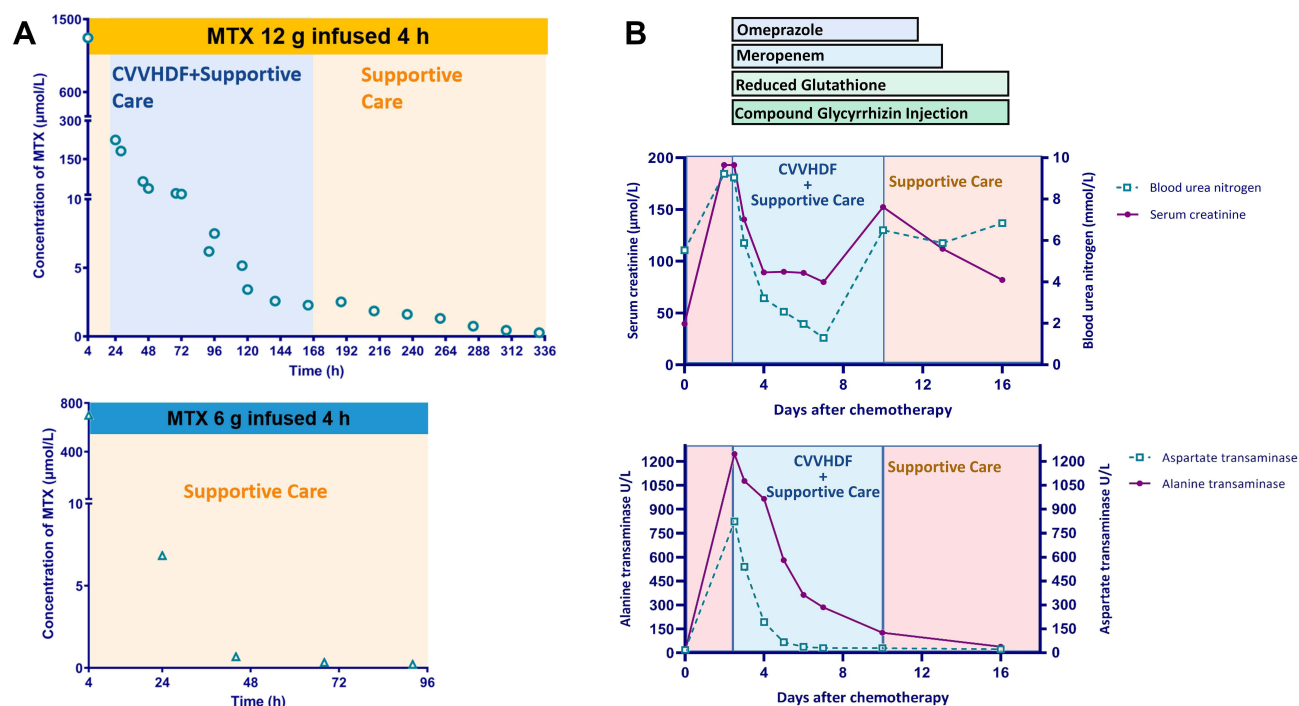 A
MTX 12 g infused 4 h
CVVHDF+Supportive
Care
Supportive
Care
Concentration of MTX (μmol/L)
1500
600
300
150
10
5
0
4 24 48 72 96 120 144 168 192 216 240 264 288 312 336
Time (h)
MTX 6 g infused 4 h
Supportive Care
Concentration of MTX (μmol/L)
800
400
10
5
0
4 24 48 72 96
Time (h)
B
Omeprazole
Meropenem
Reduced Glutathione
Compound Glycyrrhizin Injection
CVVHDF
+
Supportive Care
Supportive Care
Serum creatinine (μmol/L)
200
150
100
50
0
Blood urea nitrogen (mmol/L)
10
8
6
4
2
0
0 4 8 12 16
Days after chemotherapy
Blood urea nitrogen
Serum creatinine
CVVHDF
+
Supportive Care
Supportive Care
Alanine transaminase U/L
1200
1050
900
750
600
450
300
150
0
Aspartate transaminase U/L
1200
1050
900
750
600
450
300
150
0
0 4 8 12 16
Days after chemotherapy
Aspartate transaminase
Alanine transaminase